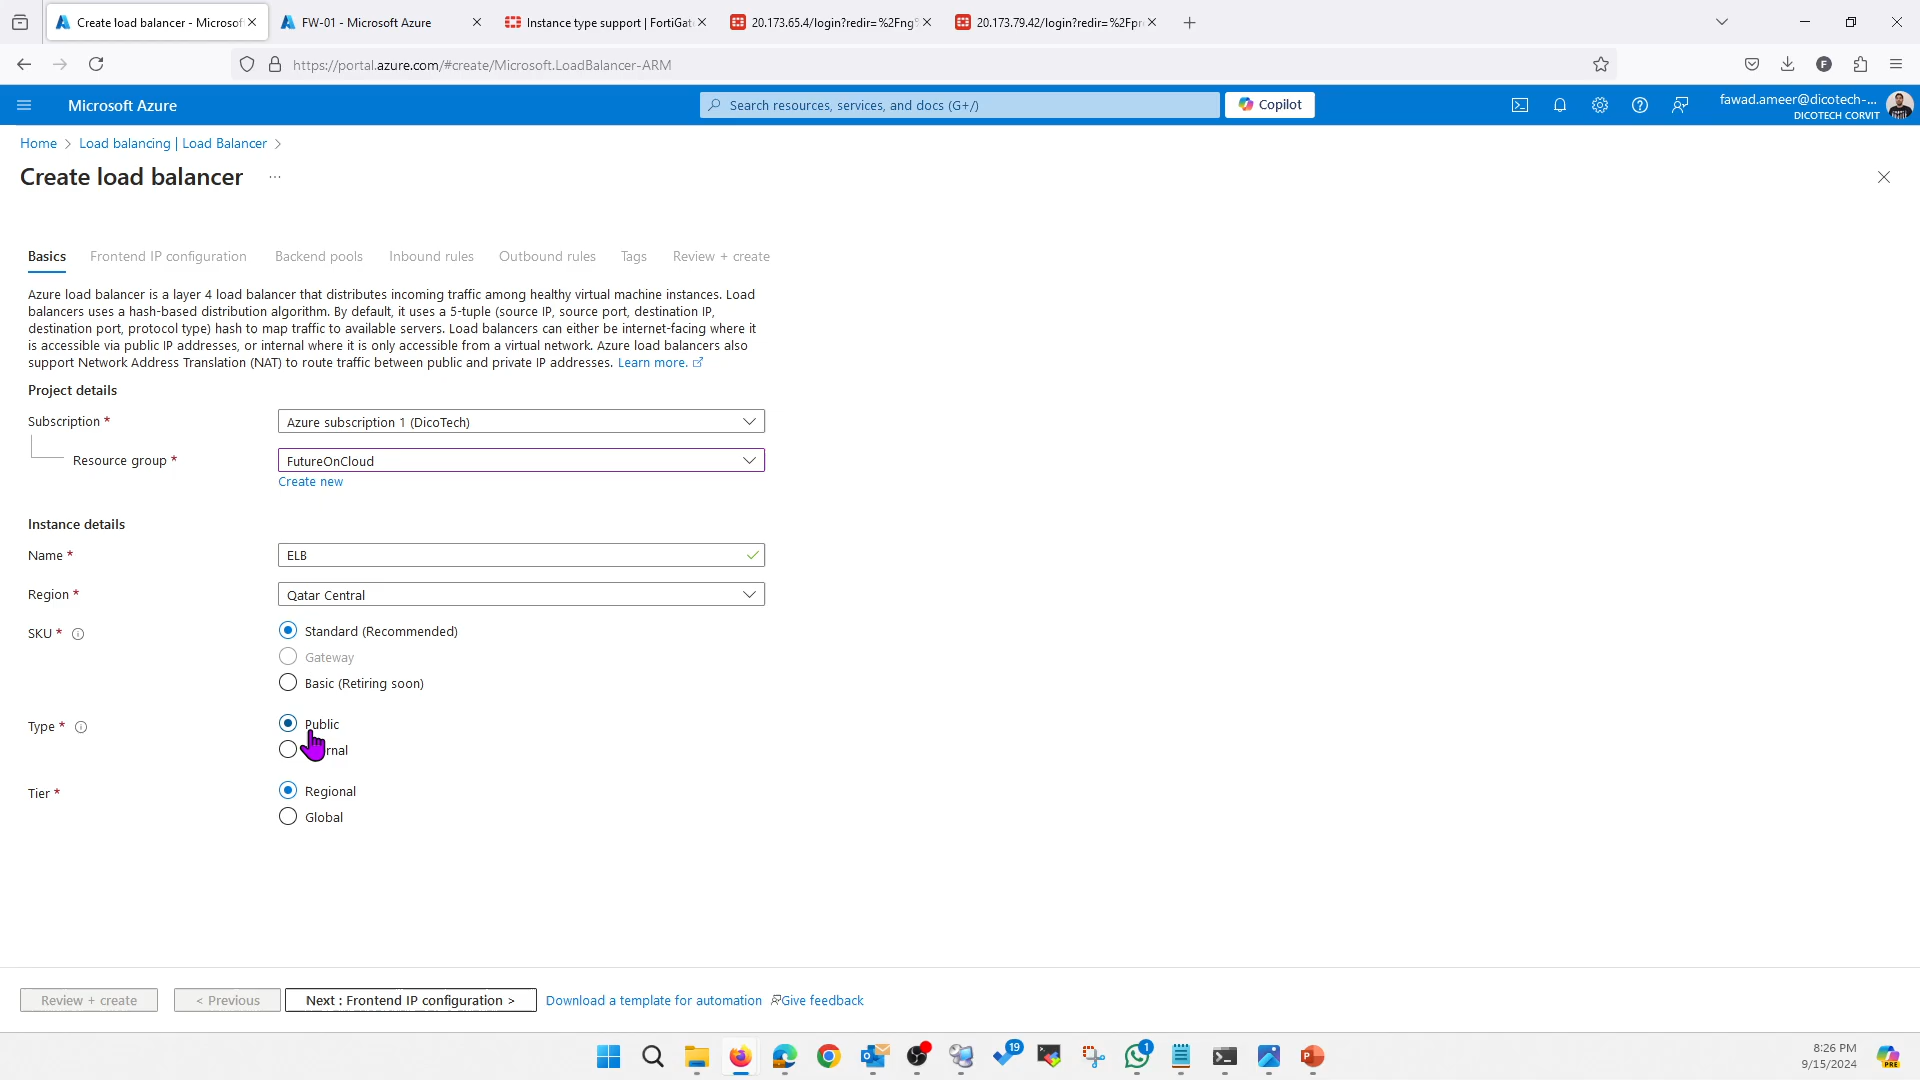 Create load balancer - Microsof
FW-01 - Microsoft Azure
Instance type support | FortiGat
20.173.65.4/login?redir=%2Fng
20.173.79.42/login?redir=%2Fpr
https://portal.azure.com/#create/Microsoft.LoadBalancer-ARM
Microsoft Azure
Search resources, services, and docs (G+/)
Copilot
fawad.ameer@dicotech-...
DICOTECH CORVIT
Home > Load balancing | Load Balancer >
Create load balancer ...
Basics
Frontend IP configuration
Backend pools
Inbound rules
Outbound rules
Tags
Review + create
Azure load balancer is a layer 4 load balancer that distributes incoming traffic among healthy virtual machine instances. Load
balancers uses a hash-based distribution algorithm. By default, it uses a 5-tuple (source IP, source port, destination IP,
destination port, protocol type) hash to map traffic to available servers. Load balancers can either be internet-facing where it
is accessible via public IP addresses, or internal where it is only accessible from a virtual network. Azure load balancers also
support Network Address Translation (NAT) to route traffic between public and private IP addresses. Learn more.
Project details
Subscription *
Azure subscription 1 (DicoTech)
Resource group *
FutureOnCloud
Create new
Instance details
Name *
ELB
Region *
Qatar Central
SKU *
Standard (Recommended)
Gateway
Basic (Retiring soon)
Type *
Public
rnal
Tier *
Regional
Global
Review + create
< Previous
Next : Frontend IP configuration >
Download a template for automation
Give feedback
19
1
8:26 PM
9/15/2024
PRE